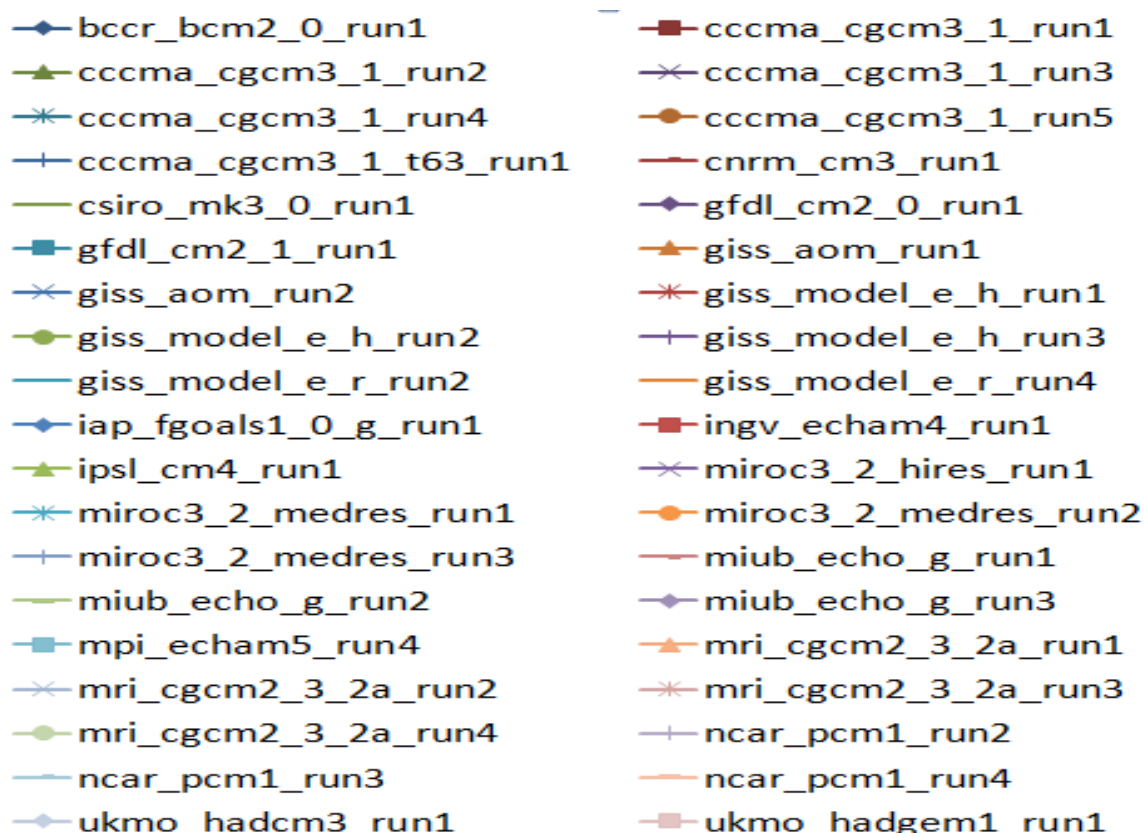 bccr_bcm2_0_run1 cccma_cgcm3_1_run1
cccma_cgcm3_1_run2 cccma_cgcm3_1_run3
cccma_cgcm3_1_run4 cccma_cgcm3_1_run5
cccma_cgcm3_1_t63_run1 cnrm_cm3_run1
csiro_mk3_0_run1 gfdl_cm2_0_run1
gfdl_cm2_1_run1 giss_aom_run1
giss_aom_run2 giss_model_e_h_run1
giss_model_e_h_run2 giss_model_e_h_run3
giss_model_e_r_run2 giss_model_e_r_run4
iap_fgoals1_0_g_run1 ingv_echam4_run1
ipsl_cm4_run1 miroc3_2_hires_run1
miroc3_2_medres_run1 miroc3_2_medres_run2
miroc3_2_medres_run3 miub_echo_g_run1
miub_echo_g_run2 miub_echo_g_run3
mpi_echam5_run4 mri_cgcm2_3_2a_run1
mri_cgcm2_3_2a_run2 mri_cgcm2_3_2a_run3
mri_cgcm2_3_2a_run4 ncar_pcm1_run2
ncar_pcm1_run3 ncar_pcm1_run4
ukmo_hadcm3_run1 ukmo_hadgem1_run1